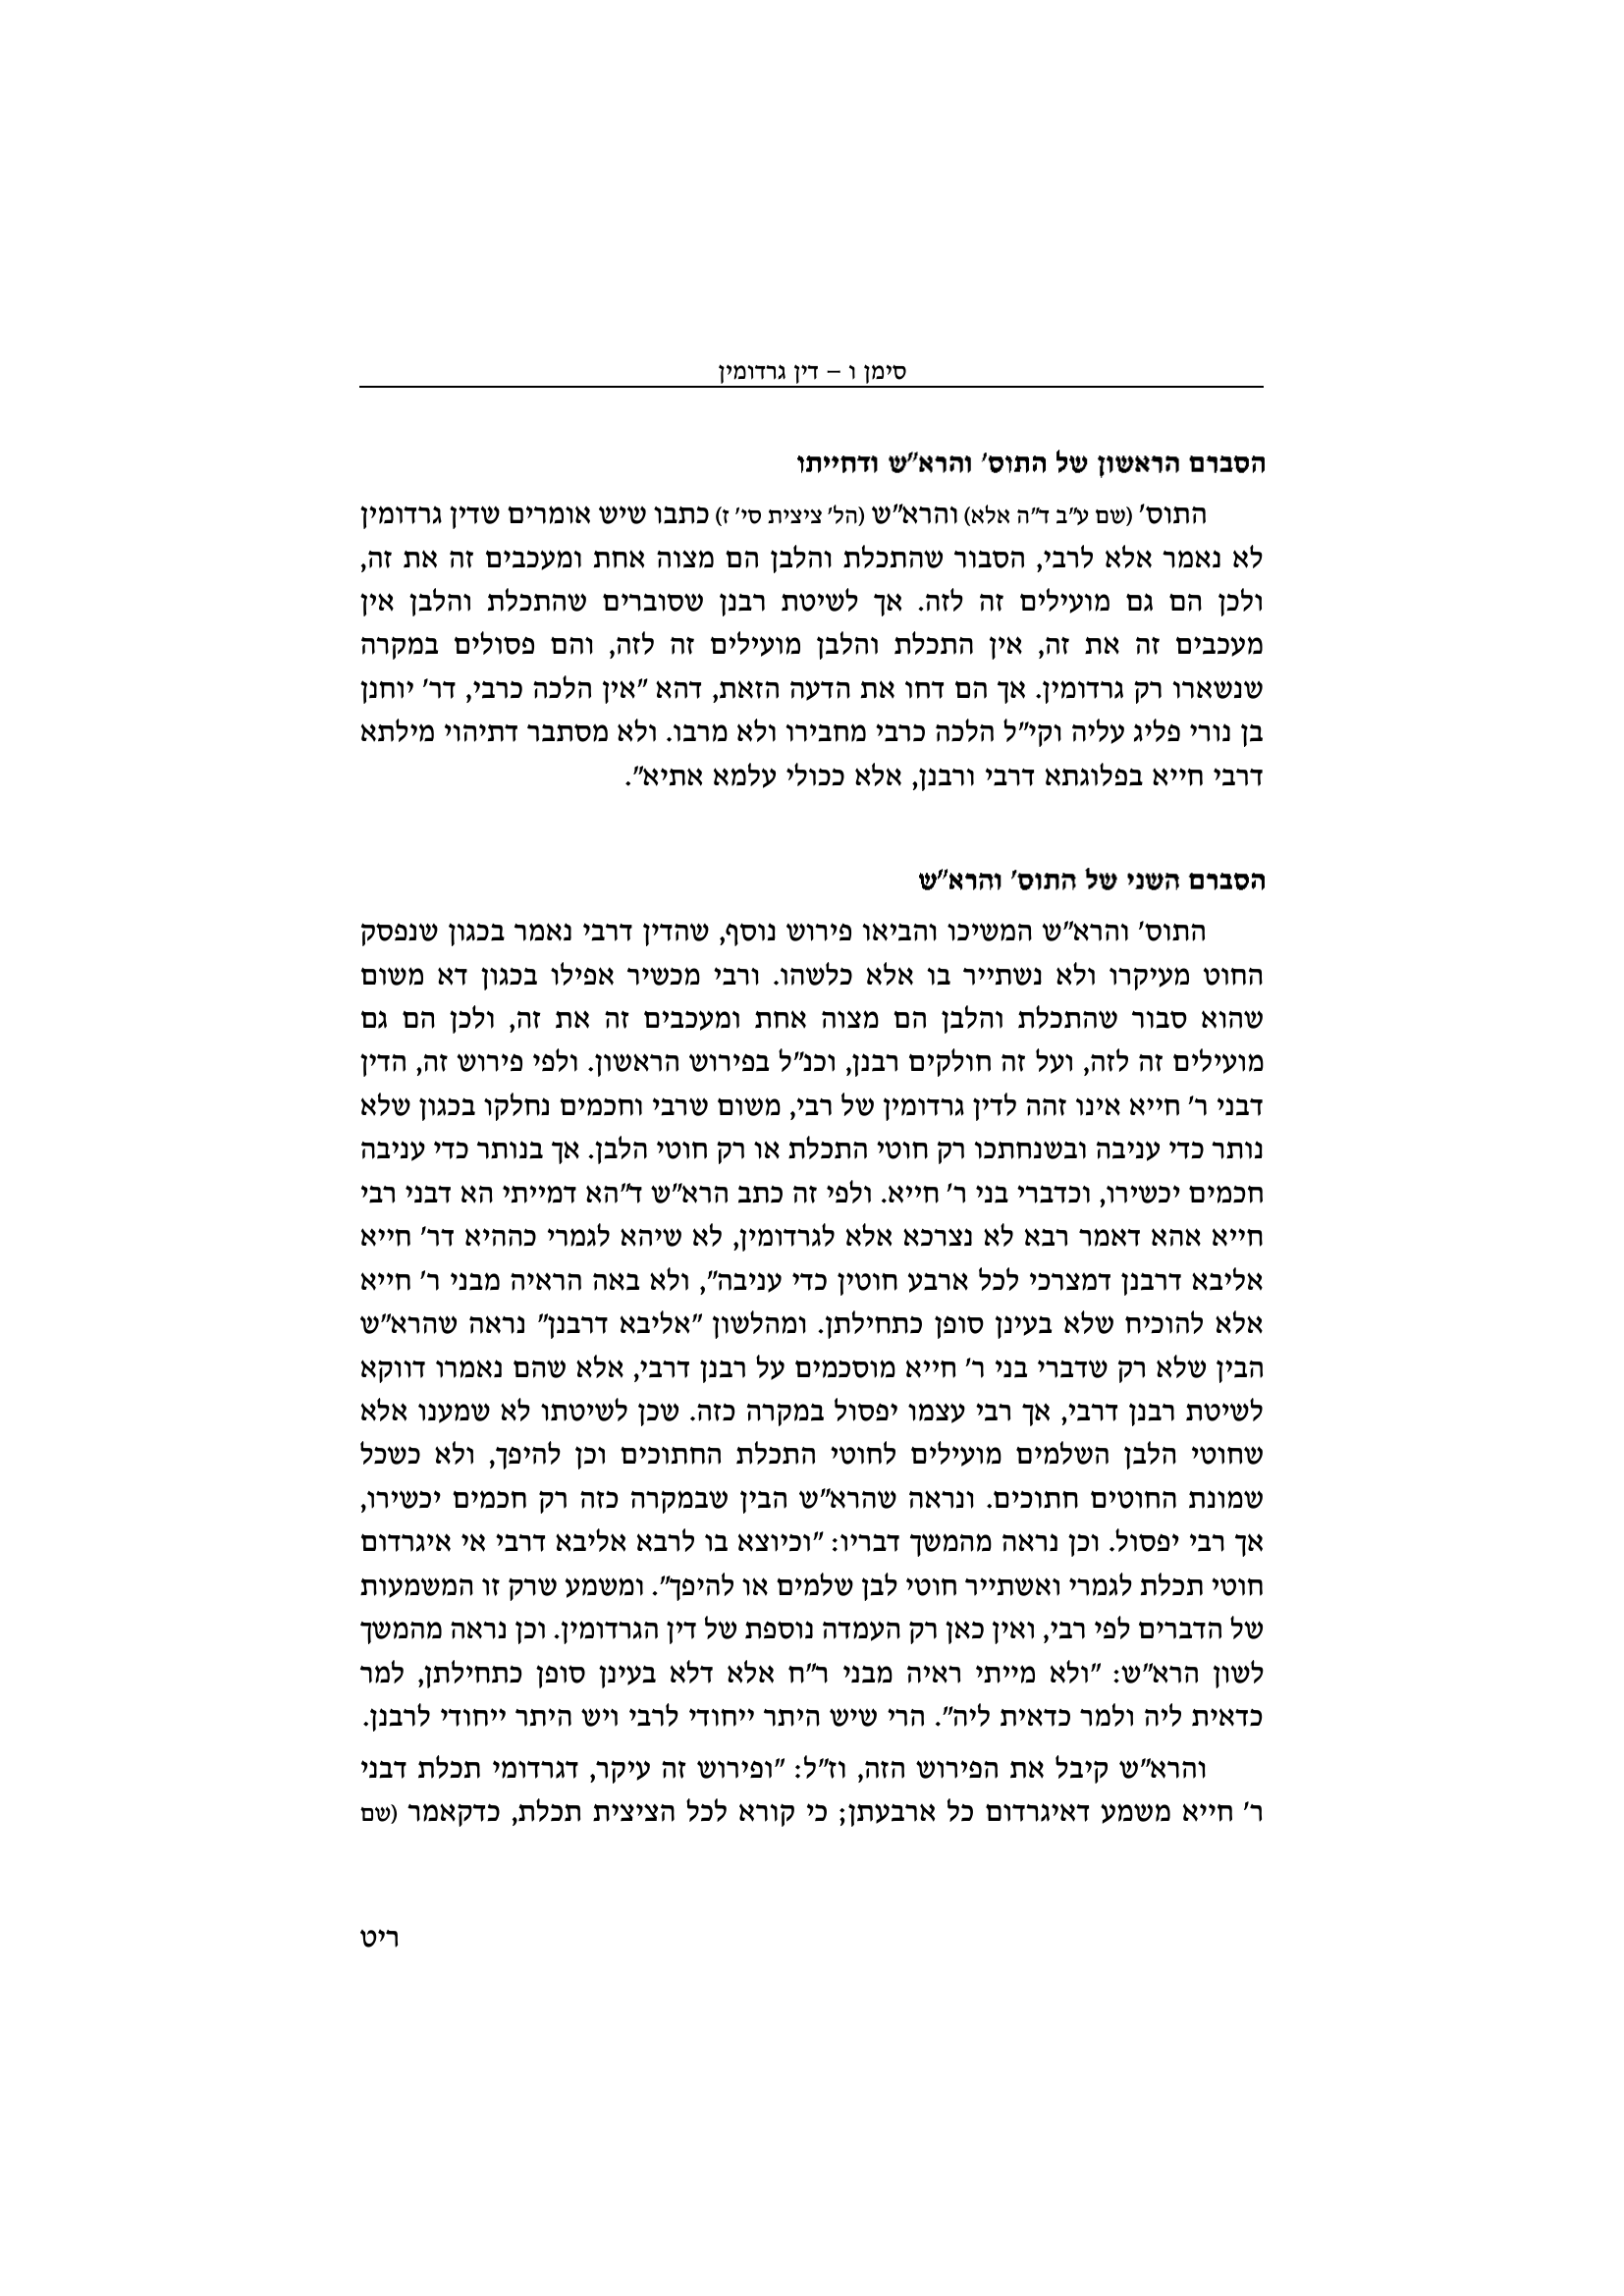 סימן ו – דין גרדומין
הסברם הראשון של התוס' והרא"ש ודחייתו
התוס' (שם ע"ב ד"ה אלא) והרא"ש (הל' ציצית סי' ז) כתבו שיש אומרים שדין גרדומין
לא נאמר אלא לרבי, הסבור שהתכלת והלבן הם מצוה אחת ומעכבים זה את זה,
ולכן הם גם מועילים זה לזה. אך לשיטת רבנן שסוברים שהתכלת והלבן אין
מעכבים זה את זה, אין התכלת והלבן מועילים זה לזה, והם פסולים במקרה
שנשארו רק גרדומין. אך הם דחו את הדעה הזאת, דהא "אין הלכה כרבי, דר' יוחנן
בן נורי פליג עליה וקי"ל הלכה כרבי מחבירו ולא מרבו. ולא מסתבר דתיהוי מילתא
דרבי חייא בפלוגתא דרבי ורבנן, אלא ככולי עלמא אתיא".
הסברם השני של התוס' והרא"ש
התוס' והרא"ש המשיכו והביאו פירוש נוסף, שהדין דרבי נאמר בכגון שנפסק
החוט מעיקרו ולא נשתייר בו אלא כלשהו. ורבי מכשיר אפילו בכגון דא משום
שהוא סבור שהתכלת והלבן הם מצוה אחת ומעכבים זה את זה, ולכן הם גם
מועילים זה לזה, ועל זה חולקים רבנן, וכנ"ל בפירוש הראשון. ולפי פירוש זה, הדין
דבני ר' חייא אינו זהה לדין גרדומין של רבי, משום שרבי וחכמים נחלקו בכגון שלא
נותר כדי עניבה ובשנחתכו רק חוטי התכלת או רק חוטי הלבן. אך בנותר כדי עניבה
חכמים יכשירו, וכדברי בני ר' חייא. ולפי זה כתב הרא"ש ד"הא דמייתי הא דבני רבי
חייא אהא דאמר רבא לא נצרכא אלא לגרדומין, לא שיהא לגמרי כההיא דר' חייא
אליבא דרבנן דמצרכי לכל ארבע חוטין כדי עניבה", ולא באה הראיה מבני ר' חייא
אלא להוכיח שלא בעינן סופן כתחילתן. ומהלשון "אליבא דרבנן" נראה שהרא"ש
הבין שלא רק שדברי בני ר' חייא מוסכמים על רבנן דרבי, אלא שהם נאמרו דווקא
לשיטת רבנן דרבי, אך רבי עצמו יפסול במקרה כזה. שכן לשיטתו לא שמענו אלא
שחוטי הלבן השלמים מועילים לחוטי התכלת החתוכים וכן להיפך, ולא כשכל
שמונת החוטים חתוכים. ונראה שהרא"ש הבין שבמקרה כזה רק חכמים יכשירו,
אך רבי יפסול. וכן נראה מהמשך דבריו: "וכיוצא בו לרבא אליבא דרבי אי איגרדום
חוטי תכלת לגמרי ואשתייר חוטי לבן שלמים או להיפך". ומשמע שרק זו המשמעות
של הדברים לפי רבי, ואין כאן רק העמדה נוספת של דין הגרדומין. וכן נראה מהמשך
לשון הרא"ש: "ולא מייתי ראיה מבני ר"ח אלא דלא בעינן סופן כתחילתן, למר
כדאית ליה ולמר כדאית ליה". הרי שיש היתר ייחודי לרבי ויש היתר ייחודי לרבנן.
והרא"ש קיבל את הפירוש הזה, וז"ל: "ופירוש זה עיקר, דגרדומי תכלת דבני
ר' חייא משמע דאיגרדום כל ארבעתן; כי קורא לכל הציצית תכלת, כדקאמר (שם
ריט